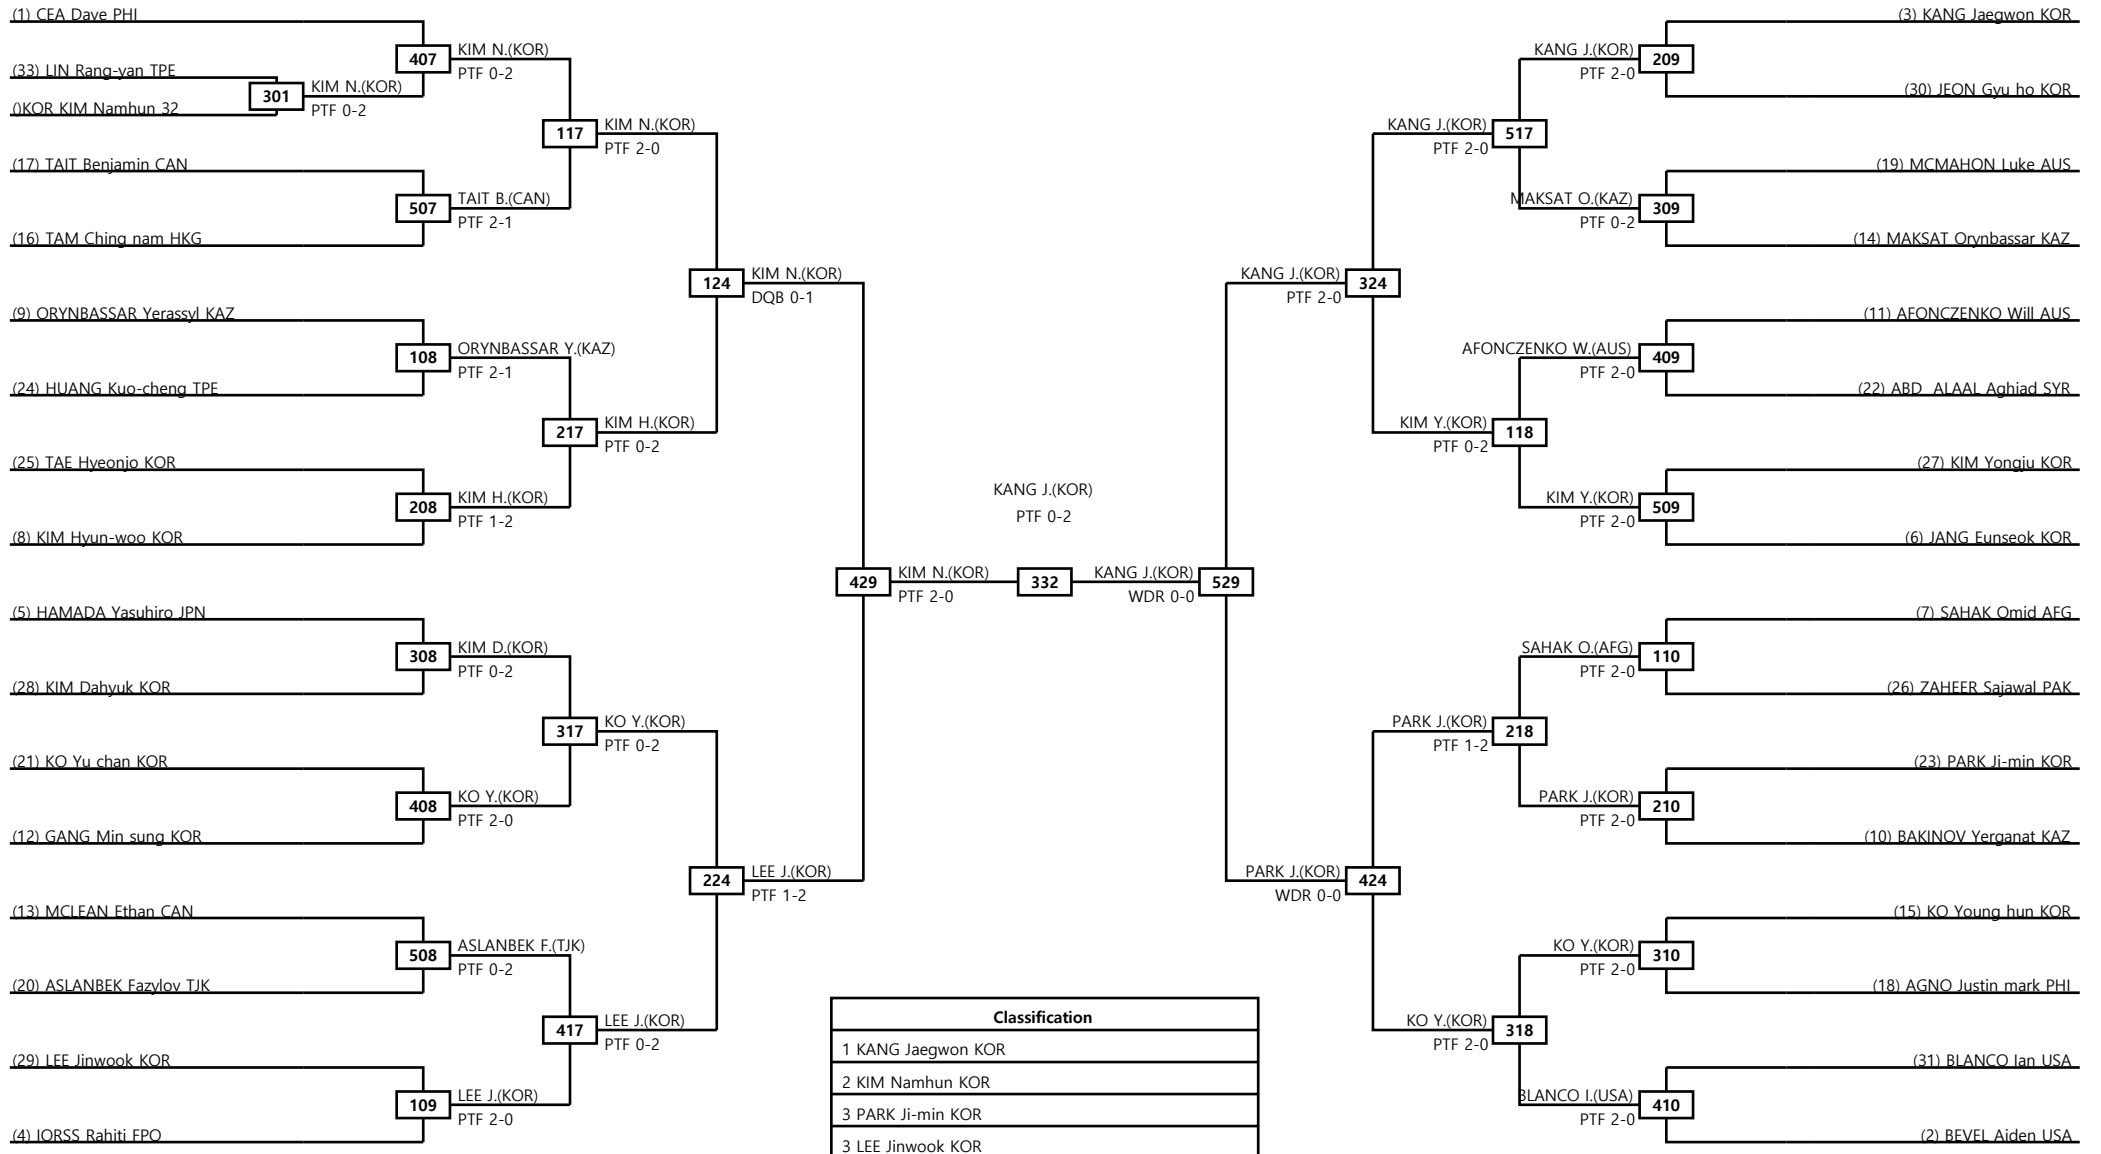 (1) CEA Dave PHI
407
KIM N.(KOR)
PTF 0-2
(33) LIN Rang-yan TPE
301
KIM N.(KOR)
PTF 0-2
()KOR KIM Namhun 32
117
KIM N.(KOR)
PTF 2-0
(17) TAIT Benjamin CAN
507
TAIT B.(CAN)
PTF 2-1
(16) TAM Ching nam HKG
124
KIM N.(KOR)
DQB 0-1
(9) ORYNBASSAR Yerassyl KAZ
108
ORYNBASSAR Y.(KAZ)
PTF 2-1
(24) HUANG Kuo-cheng TPE
217
KIM H.(KOR)
PTF 0-2
(25) TAE Hyeonjo KOR
208
KIM H.(KOR)
PTF 1-2
(8) KIM Hyun-woo KOR
429
KIM N.(KOR)
PTF 2-0
(5) HAMADA Yasuhiro JPN
308
KIM D.(KOR)
PTF 0-2
(28) KIM Dahyuk KOR
317
KO Y.(KOR)
PTF 0-2
(21) KO Yu chan KOR
408
KO Y.(KOR)
PTF 2-0
(12) GANG Min sung KOR
224
LEE J.(KOR)
PTF 1-2
(13) MCLEAN Ethan CAN
508
ASLANBEK F.(TJK)
PTF 0-2
(20) ASLANBEK Fazylov TJK
417
LEE J.(KOR)
PTF 0-2
(29) LEE Jinwook KOR
109
LEE J.(KOR)
PTF 2-0
(4) IORSS Rahiti FPO
KANG J.(KOR)
PTF 0-2
332
(3) KANG Jaegwon KOR
KANG J.(KOR)
209
PTF 2-0
(30) JEON Gyu ho KOR
KANG J.(KOR)
517
PTF 2-0
(19) MCMAHON Luke AUS
MAKSAT O.(KAZ)
309
PTF 0-2
(14) MAKSAT Orynbassar KAZ
KANG J.(KOR)
324
PTF 2-0
(11) AFONCZENKO Will AUS
AFONCZENKO W.(AUS)
409
PTF 2-0
(22) ABD ALAAL Aghiad SYR
KIM Y.(KOR)
118
PTF 0-2
(27) KIM Yongju KOR
KIM Y.(KOR)
509
PTF 2-0
(6) JANG Eunseok KOR
KANG J.(KOR)
529
WDR 0-0
(7) SAHAK Omid AFG
SAHAK O.(AFG)
110
PTF 2-0
(26) ZAHEER Sajawal PAK
PARK J.(KOR)
218
PTF 1-2
(23) PARK Ji-min KOR
PARK J.(KOR)
210
PTF 2-0
(10) BAKINOV Yerganat KAZ
PARK J.(KOR)
424
WDR 0-0
(15) KO Young hun KOR
KO Y.(KOR)
310
PTF 2-0
(18) AGNO Justin mark PHI
KO Y.(KOR)
318
PTF 2-0
(31) BLANCO Ian USA
BLANCO I.(USA)
410
PTF 2-0
(2) BEVEL Aiden USA
Classification
1 KANG Jaegwon KOR
2 KIM Namhun KOR
3 PARK Ji-min KOR
3 LEE Jinwook KOR